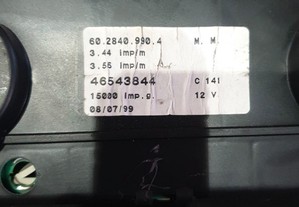 60.2840.990.4 M. M.
3.44 imp/m
3.55 imp/m
46543844 C 141
15000 Imp.g. 12 V
08/07/99